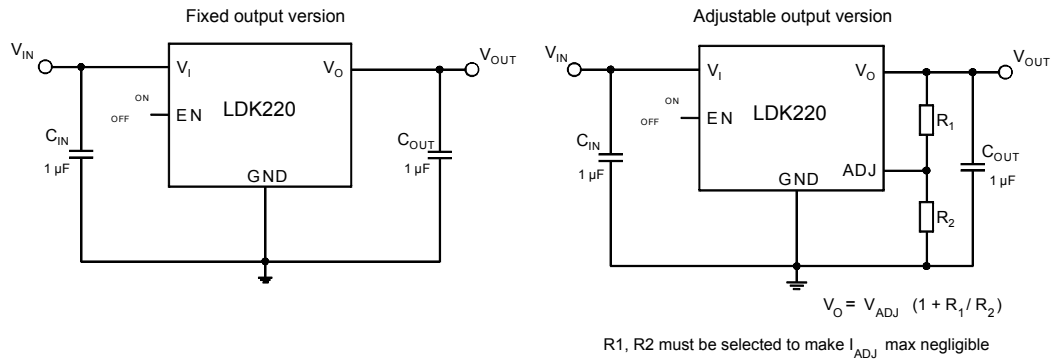 Fixed output version
V_IN
V_I
V_O
V_OUT
ON
OFF
EN
LDK220
C_IN
1 µF
C_OUT
1 µF
GND
Adjustable output version
V_IN
V_I
V_O
V_OUT
ON
OFF
EN
LDK220
R_1
C_IN
1 µF
ADJ
C_OUT
1 µF
GND
R_2
V_O = V_ADJ (1 + R_1 / R_2)
R1, R2 must be selected to make I_ADJ max negligible